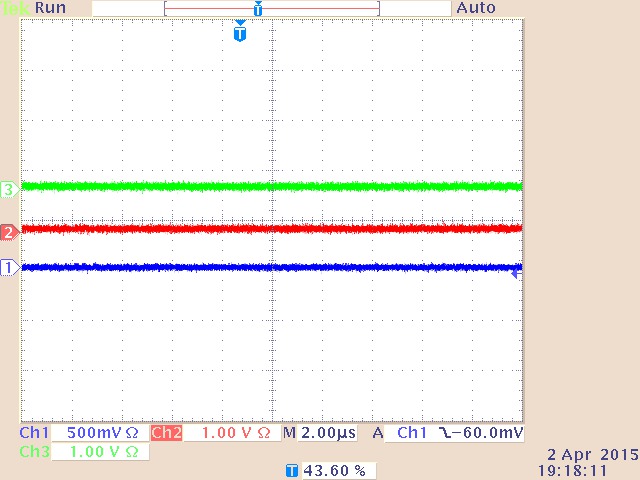 Tek Run Auto
T
T
3
2
1
Ch1 500mV Ω Ch2 1.00 V Ω M 2.00µs A Ch1 −60.0mV
Ch3 1.00 V Ω
T 43.60 %
2 Apr 2015
19:18:11